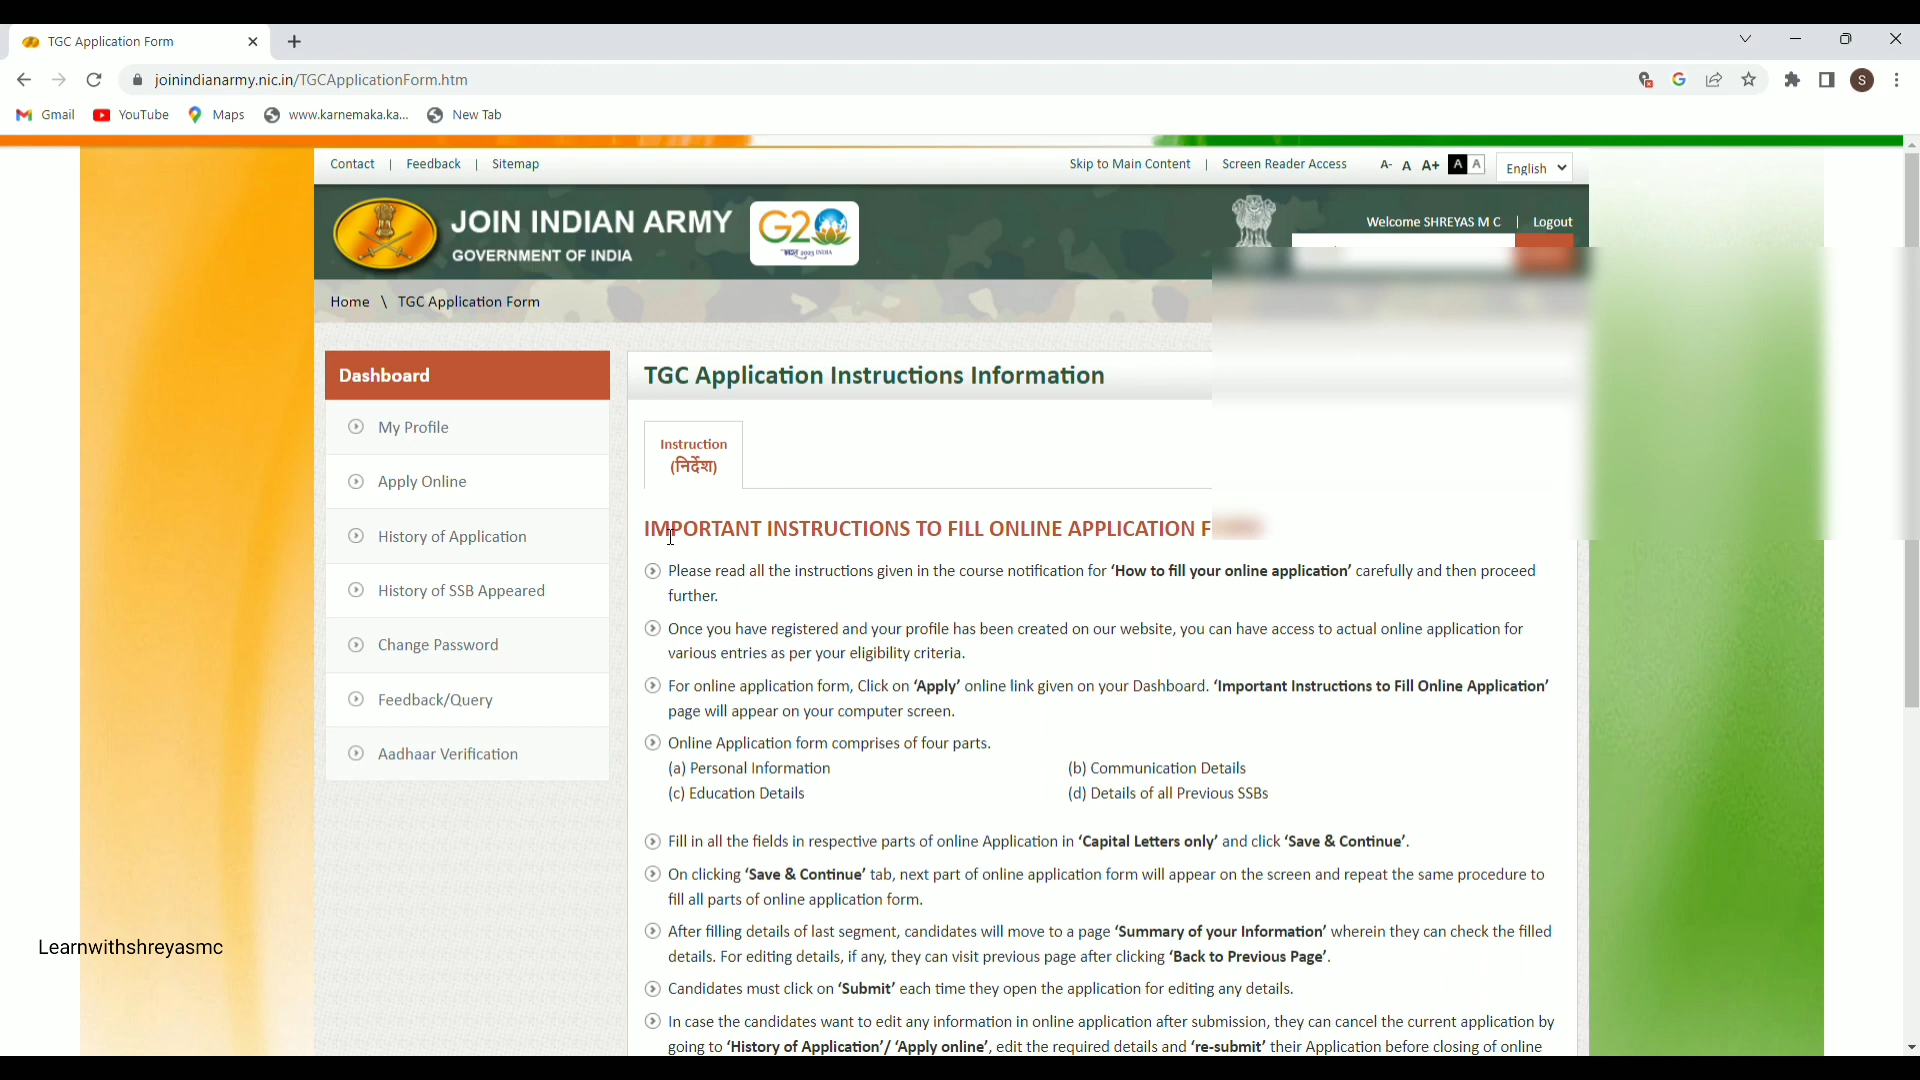 TGC Application Form
joinindianarmy.nic.in/TGCApplicationForm.htm
S
Gmail
YouTube
Maps
www.karnemaka.ka...
New Tab
Contact | Feedback | Sitemap
Skip to Main Content | Screen Reader Access
A- A A+ A A
English
JOIN INDIAN ARMY
GOVERNMENT OF INDIA
G20
Welcome SHREYAS M C | Logout
Home \ TGC Application Form
Dashboard
My Profile
Apply Online
History of Application
History of SSB Appeared
Change Password
Feedback/Query
Aadhaar Verification
TGC Application Instructions Information
Instruction
(निर्देश)
IMPORTANT INSTRUCTIONS TO FILL ONLINE APPLICATION
Please read all the instructions given in the course notification for ‘How to fill your online application’ carefully and then proceed
further.
Once you have registered and your profile has been created on our website, you can have access to actual online application for
various entries as per your eligibility criteria.
For online application form, Click on ‘Apply’ online link given on your Dashboard. ‘Important Instructions to Fill Online Application’
page will appear on your computer screen.
Online Application form comprises of four parts.
(a) Personal Information (b) Communication Details
(c) Education Details (d) Details of all Previous SSBs
Fill in all the fields in respective parts of online Application in ‘Capital Letters only’ and click ‘Save & Continue’.
On clicking ‘Save & Continue’ tab, next part of online application form will appear on the screen and repeat the same procedure to
fill all parts of online application form.
After filling details of last segment, candidates will move to a page ‘Summary of your Information’ wherein they can check the filled
details. For editing details, if any, they can visit previous page after clicking ‘Back to Previous Page’.
Candidates must click on ‘Submit’ each time they open the application for editing any details.
In case the candidates want to edit any information in online application after submission, they can cancel the current application by
going to ‘History of Application’/ ‘Apply online’, edit the required details and ‘re-submit’ their Application before closing of online
Learnwithshreyasmc